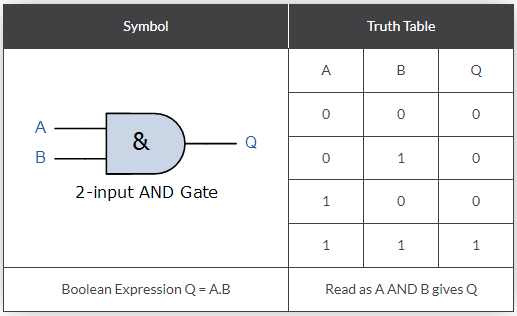 Symbol
Truth Table
A B Q
0 0 0
0 1 0
1 0 0
1 1 1
A
B
&
Q
2-input AND Gate
Boolean Expression Q = A.B
Read as A AND B gives Q